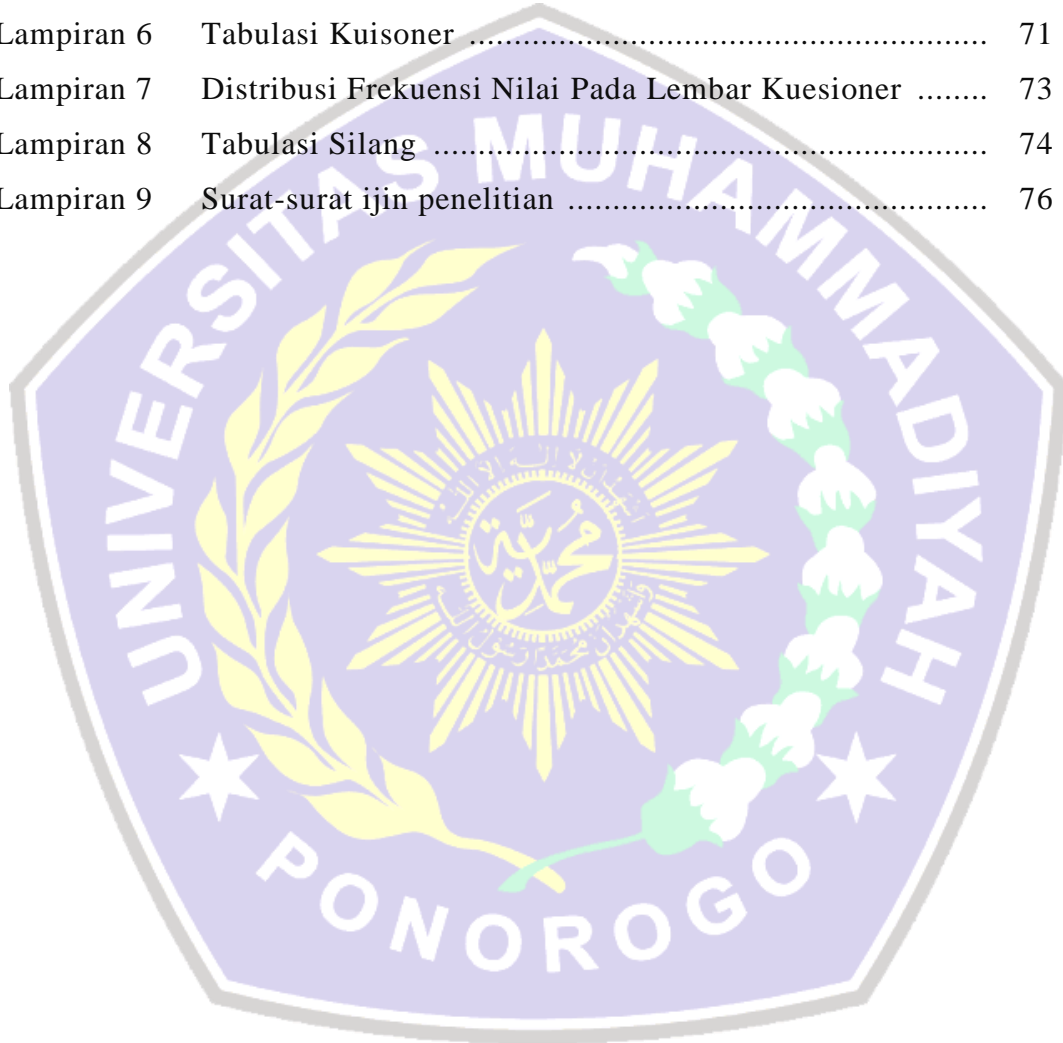 Lampiran 6 Tabulasi Kuisoner .......................................................... 71
Lampiran 7 Distribusi Frekuensi Nilai Pada Lembar Kuesioner ........ 73
Lampiran 8 Tabulasi Silang .............................................................. 74
Lampiran 9 Surat-surat ijin penelitian ............................................... 76
UNIVERSITAS MUHAMMADIYAH
محمدية
PONOROGO